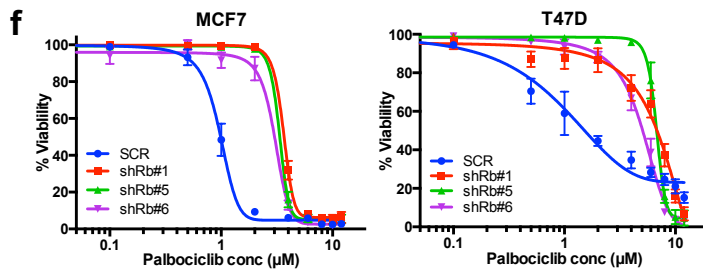 f
MCF7
100
80
60
40
20
0
% Viability
SCR
shRb#1
shRb#5
shRb#6
0.1
1
10
Palbociclib conc (µM)
T47D
100
80
60
40
20
0
% Viability
SCR
shRb#1
shRb#5
shRb#6
0.1
1
10
Palbociclib conc (µM)